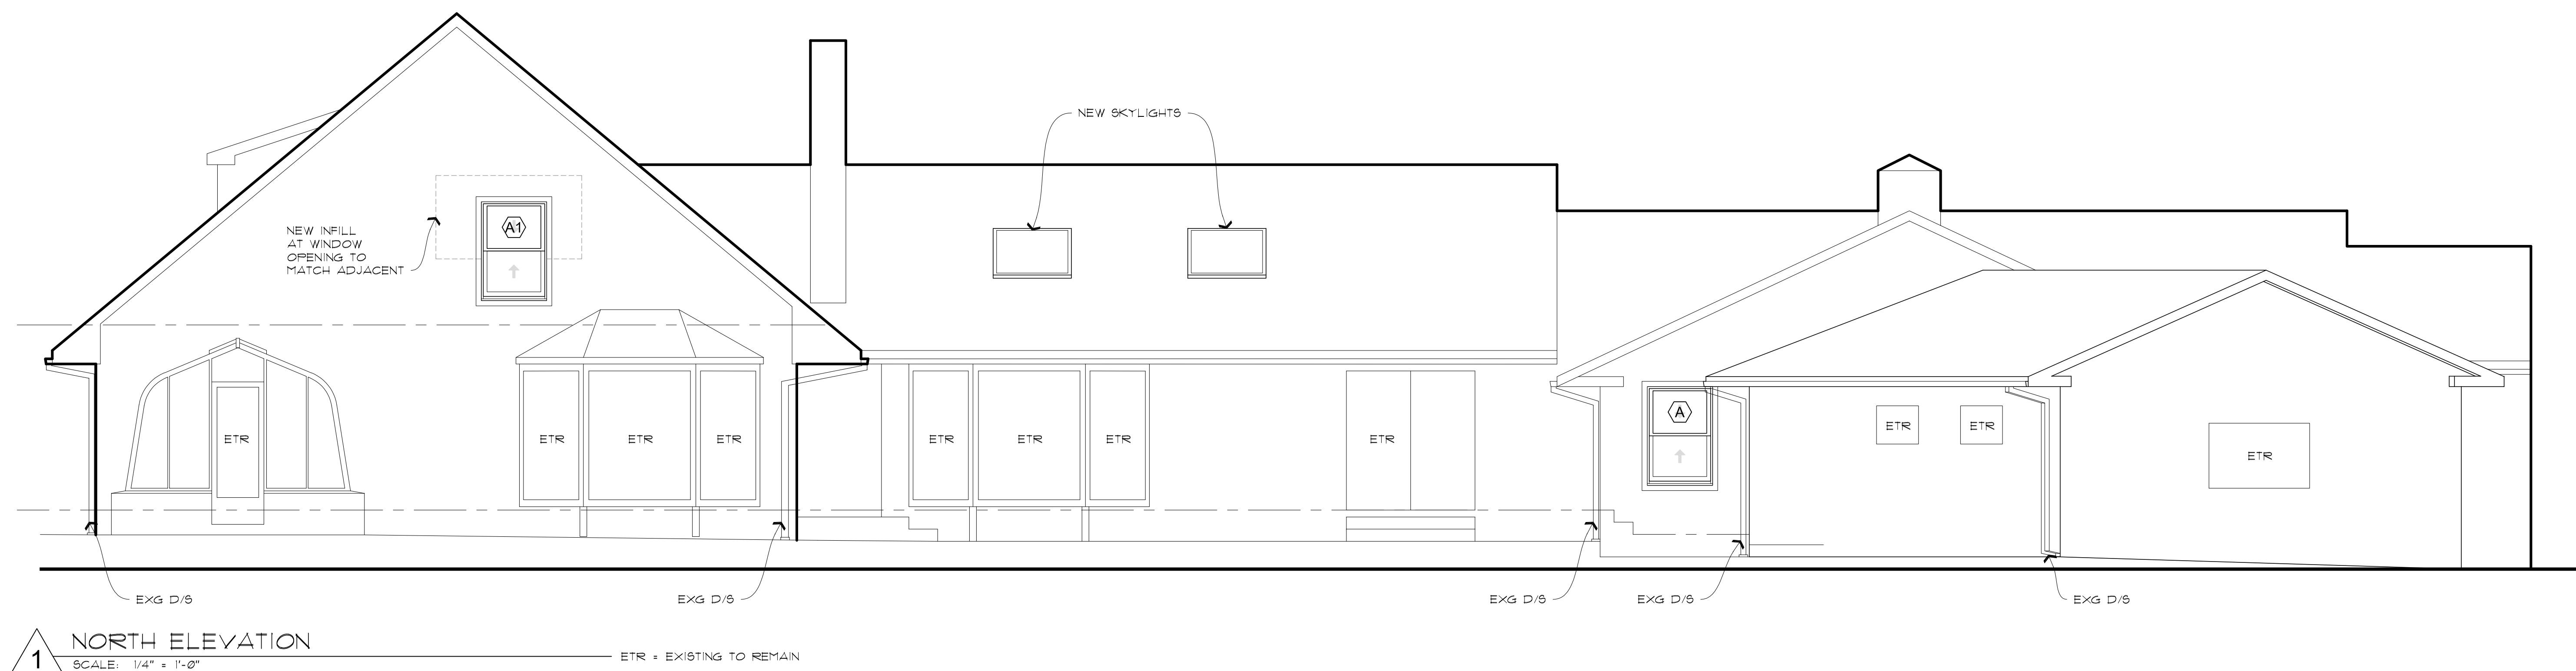 NEW SKYLIGHTS
A1
NEW INFILL
AT WINDOW
OPENING TO
MATCH ADJACENT
A
ETR
ETR
ETR
ETR
ETR
ETR
ETR
ETR
ETR
ETR
ETR
EXG D/S
EXG D/S
EXG D/S
EXG D/S
EXG D/S
1
NORTH ELEVATION
SCALE: 1/4" = 1'-0"
ETR = EXISTING TO REMAIN